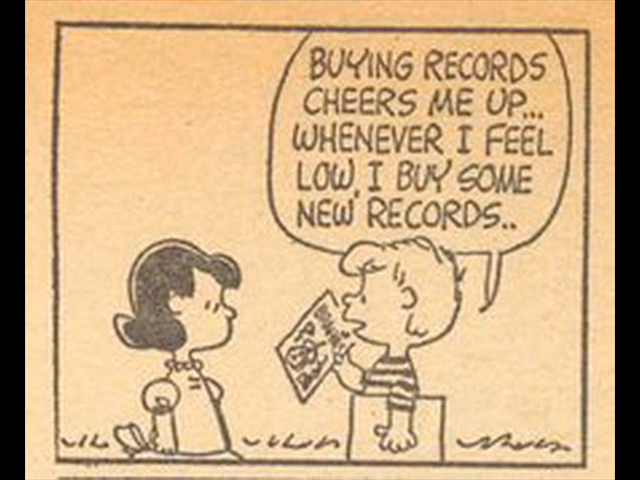 BUYING RECORDS
CHEERS ME UP...
WHENEVER I FEEL
LOW, I BUY SOME
NEW RECORDS..